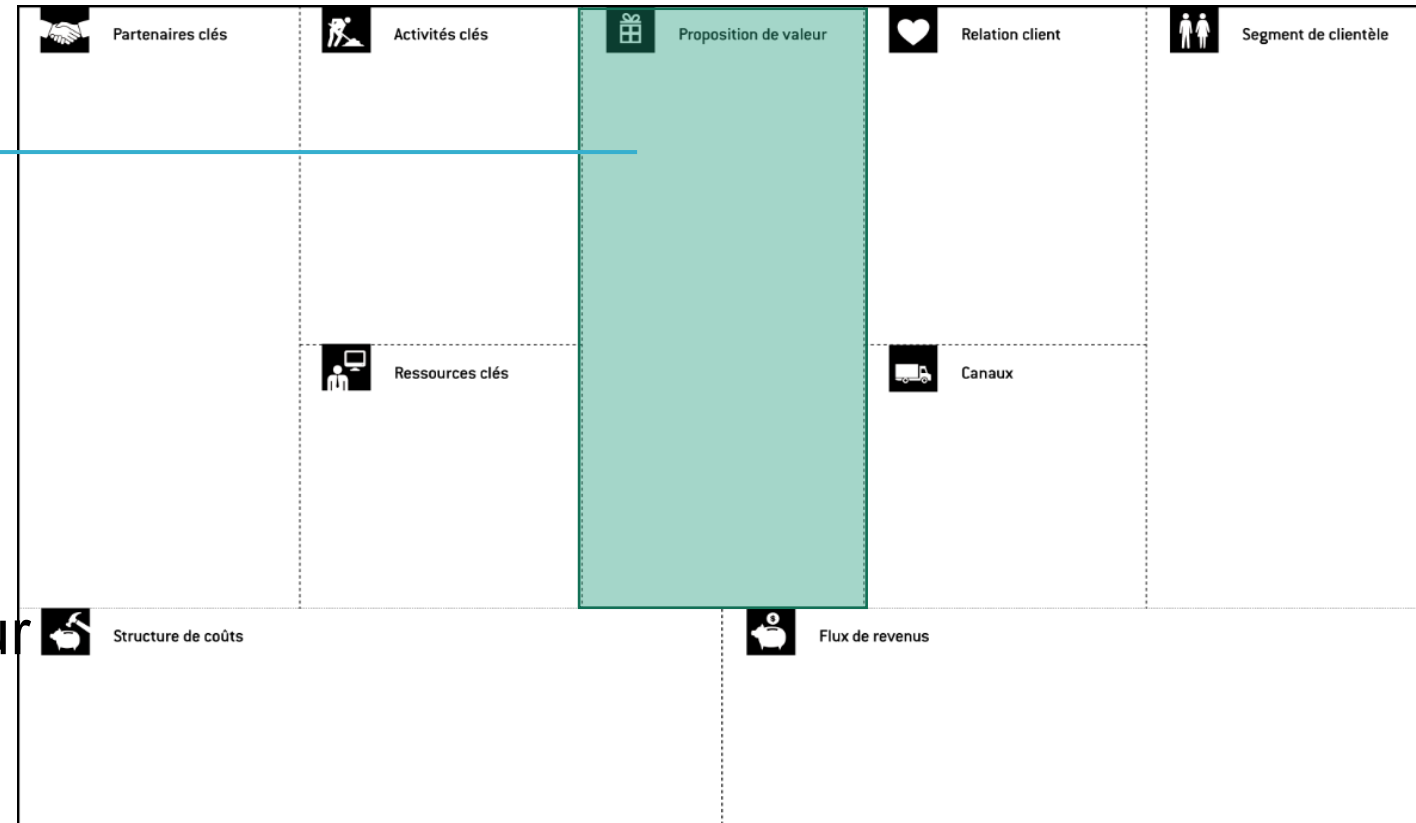 Partenaires clés
Activités clés
Proposition de valeur
Relation client
Segment de clientèle
Ressources clés
Canaux
Structure de coûts
Flux de revenus